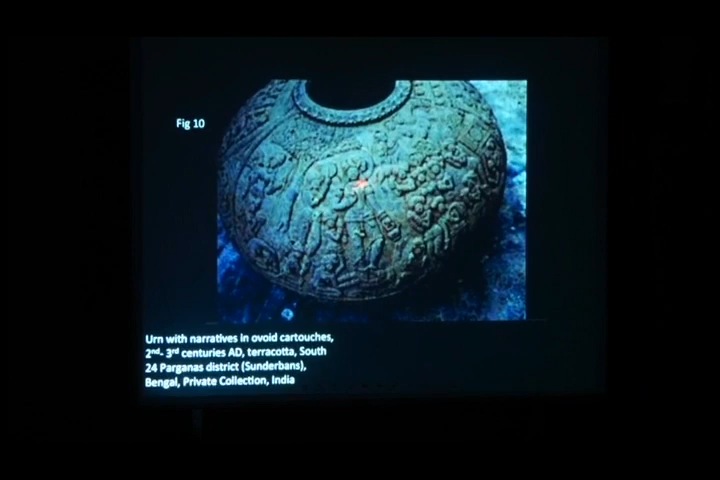 Fig 10
Urn with narratives in ovoid cartouches,
2nd- 3rd centuries AD, terracotta, South
24 Parganas district (Sunderbans),
Bengal, Private Collection, India